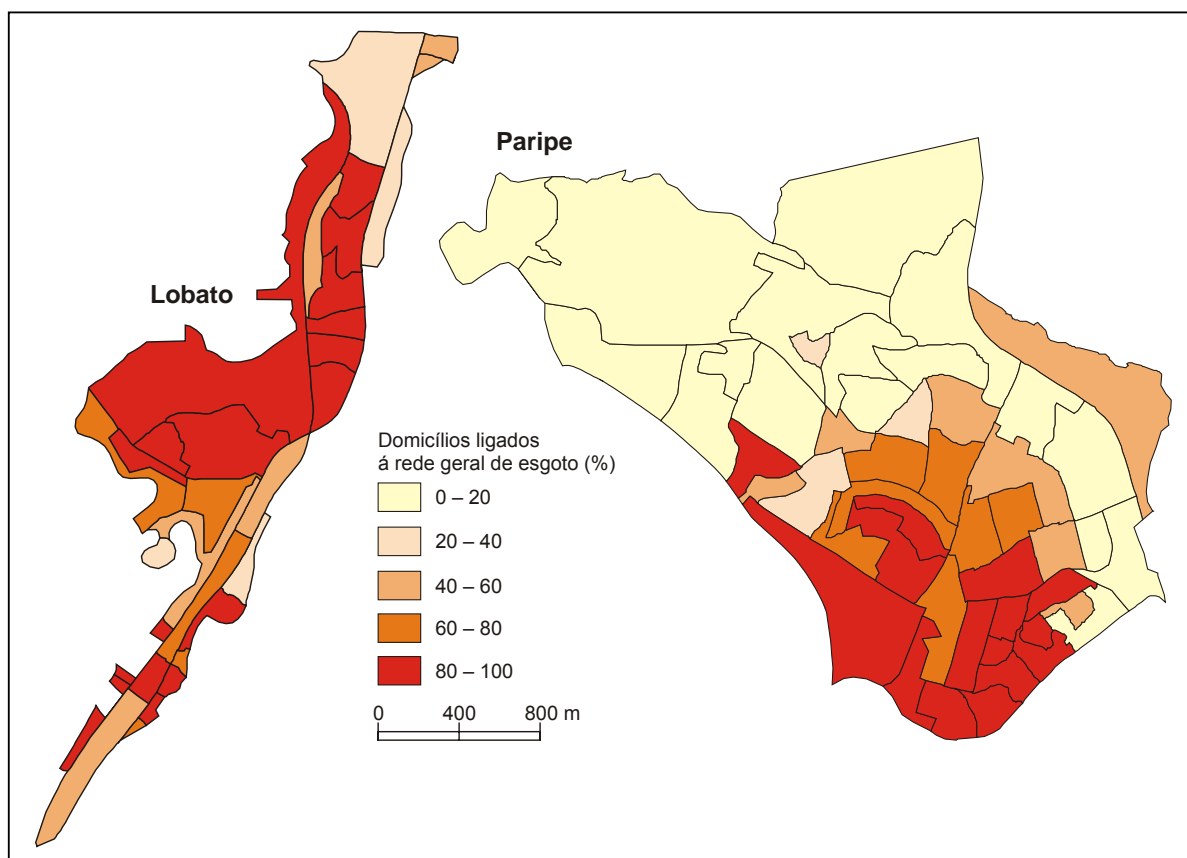 Paripe
Lobato
Domicílios ligados
á rede geral de esgoto (%)
0 – 20
20 – 40
40 – 60
60 – 80
80 – 100
0 400 800 m